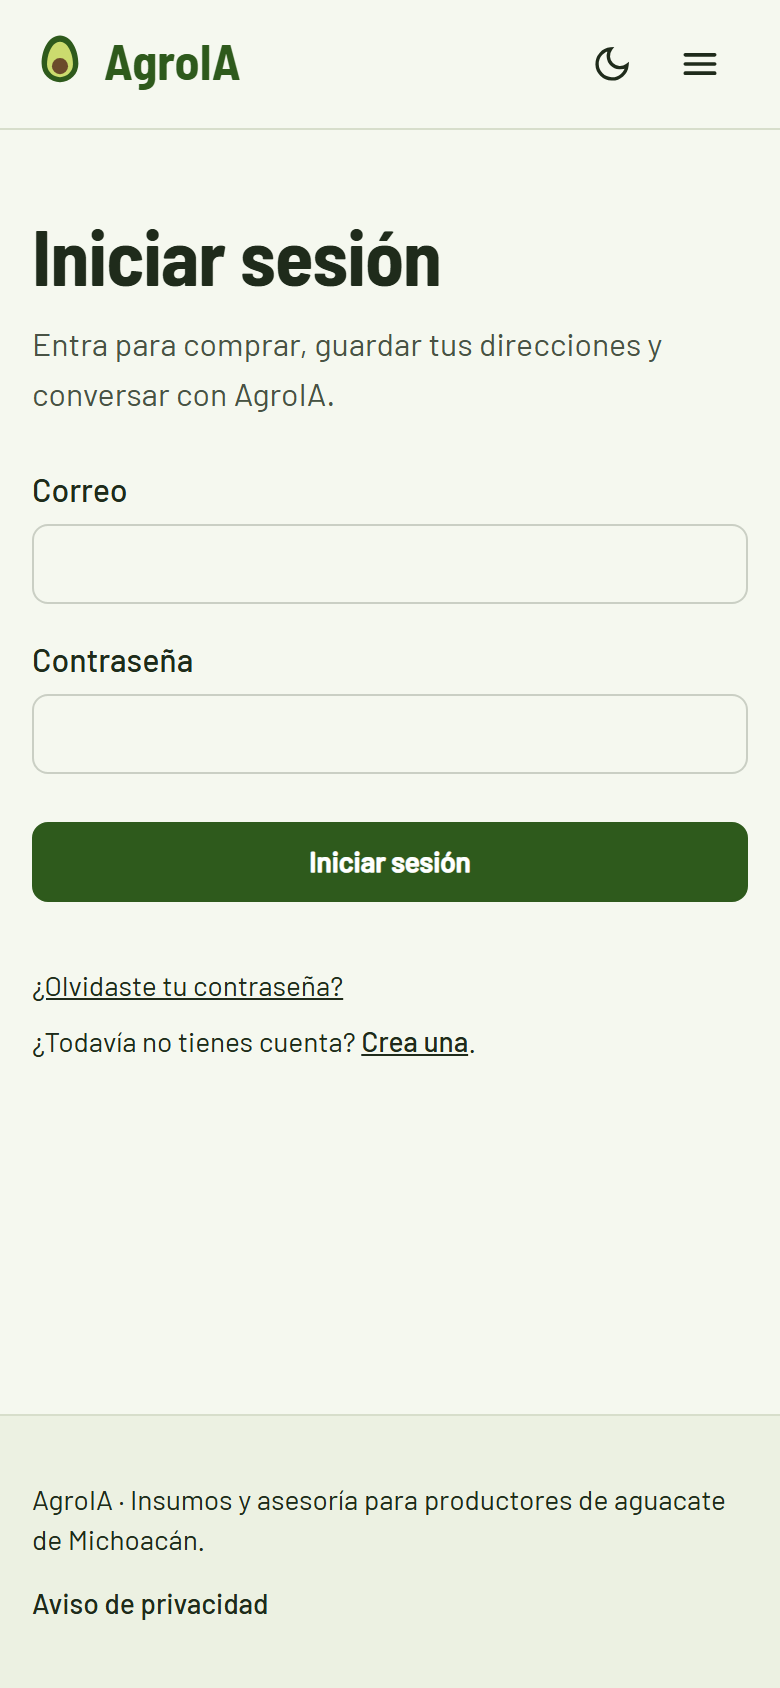 AgroIA
Iniciar sesión
Entra para comprar, guardar tus direcciones y
conversar con AgroIA.
Correo
Contraseña
Iniciar sesión
¿Olvidaste tu contraseña?
¿Todavía no tienes cuenta? Crea una.
AgroIA · Insumos y asesoría para productores de aguacate
de Michoacán.
Aviso de privacidad